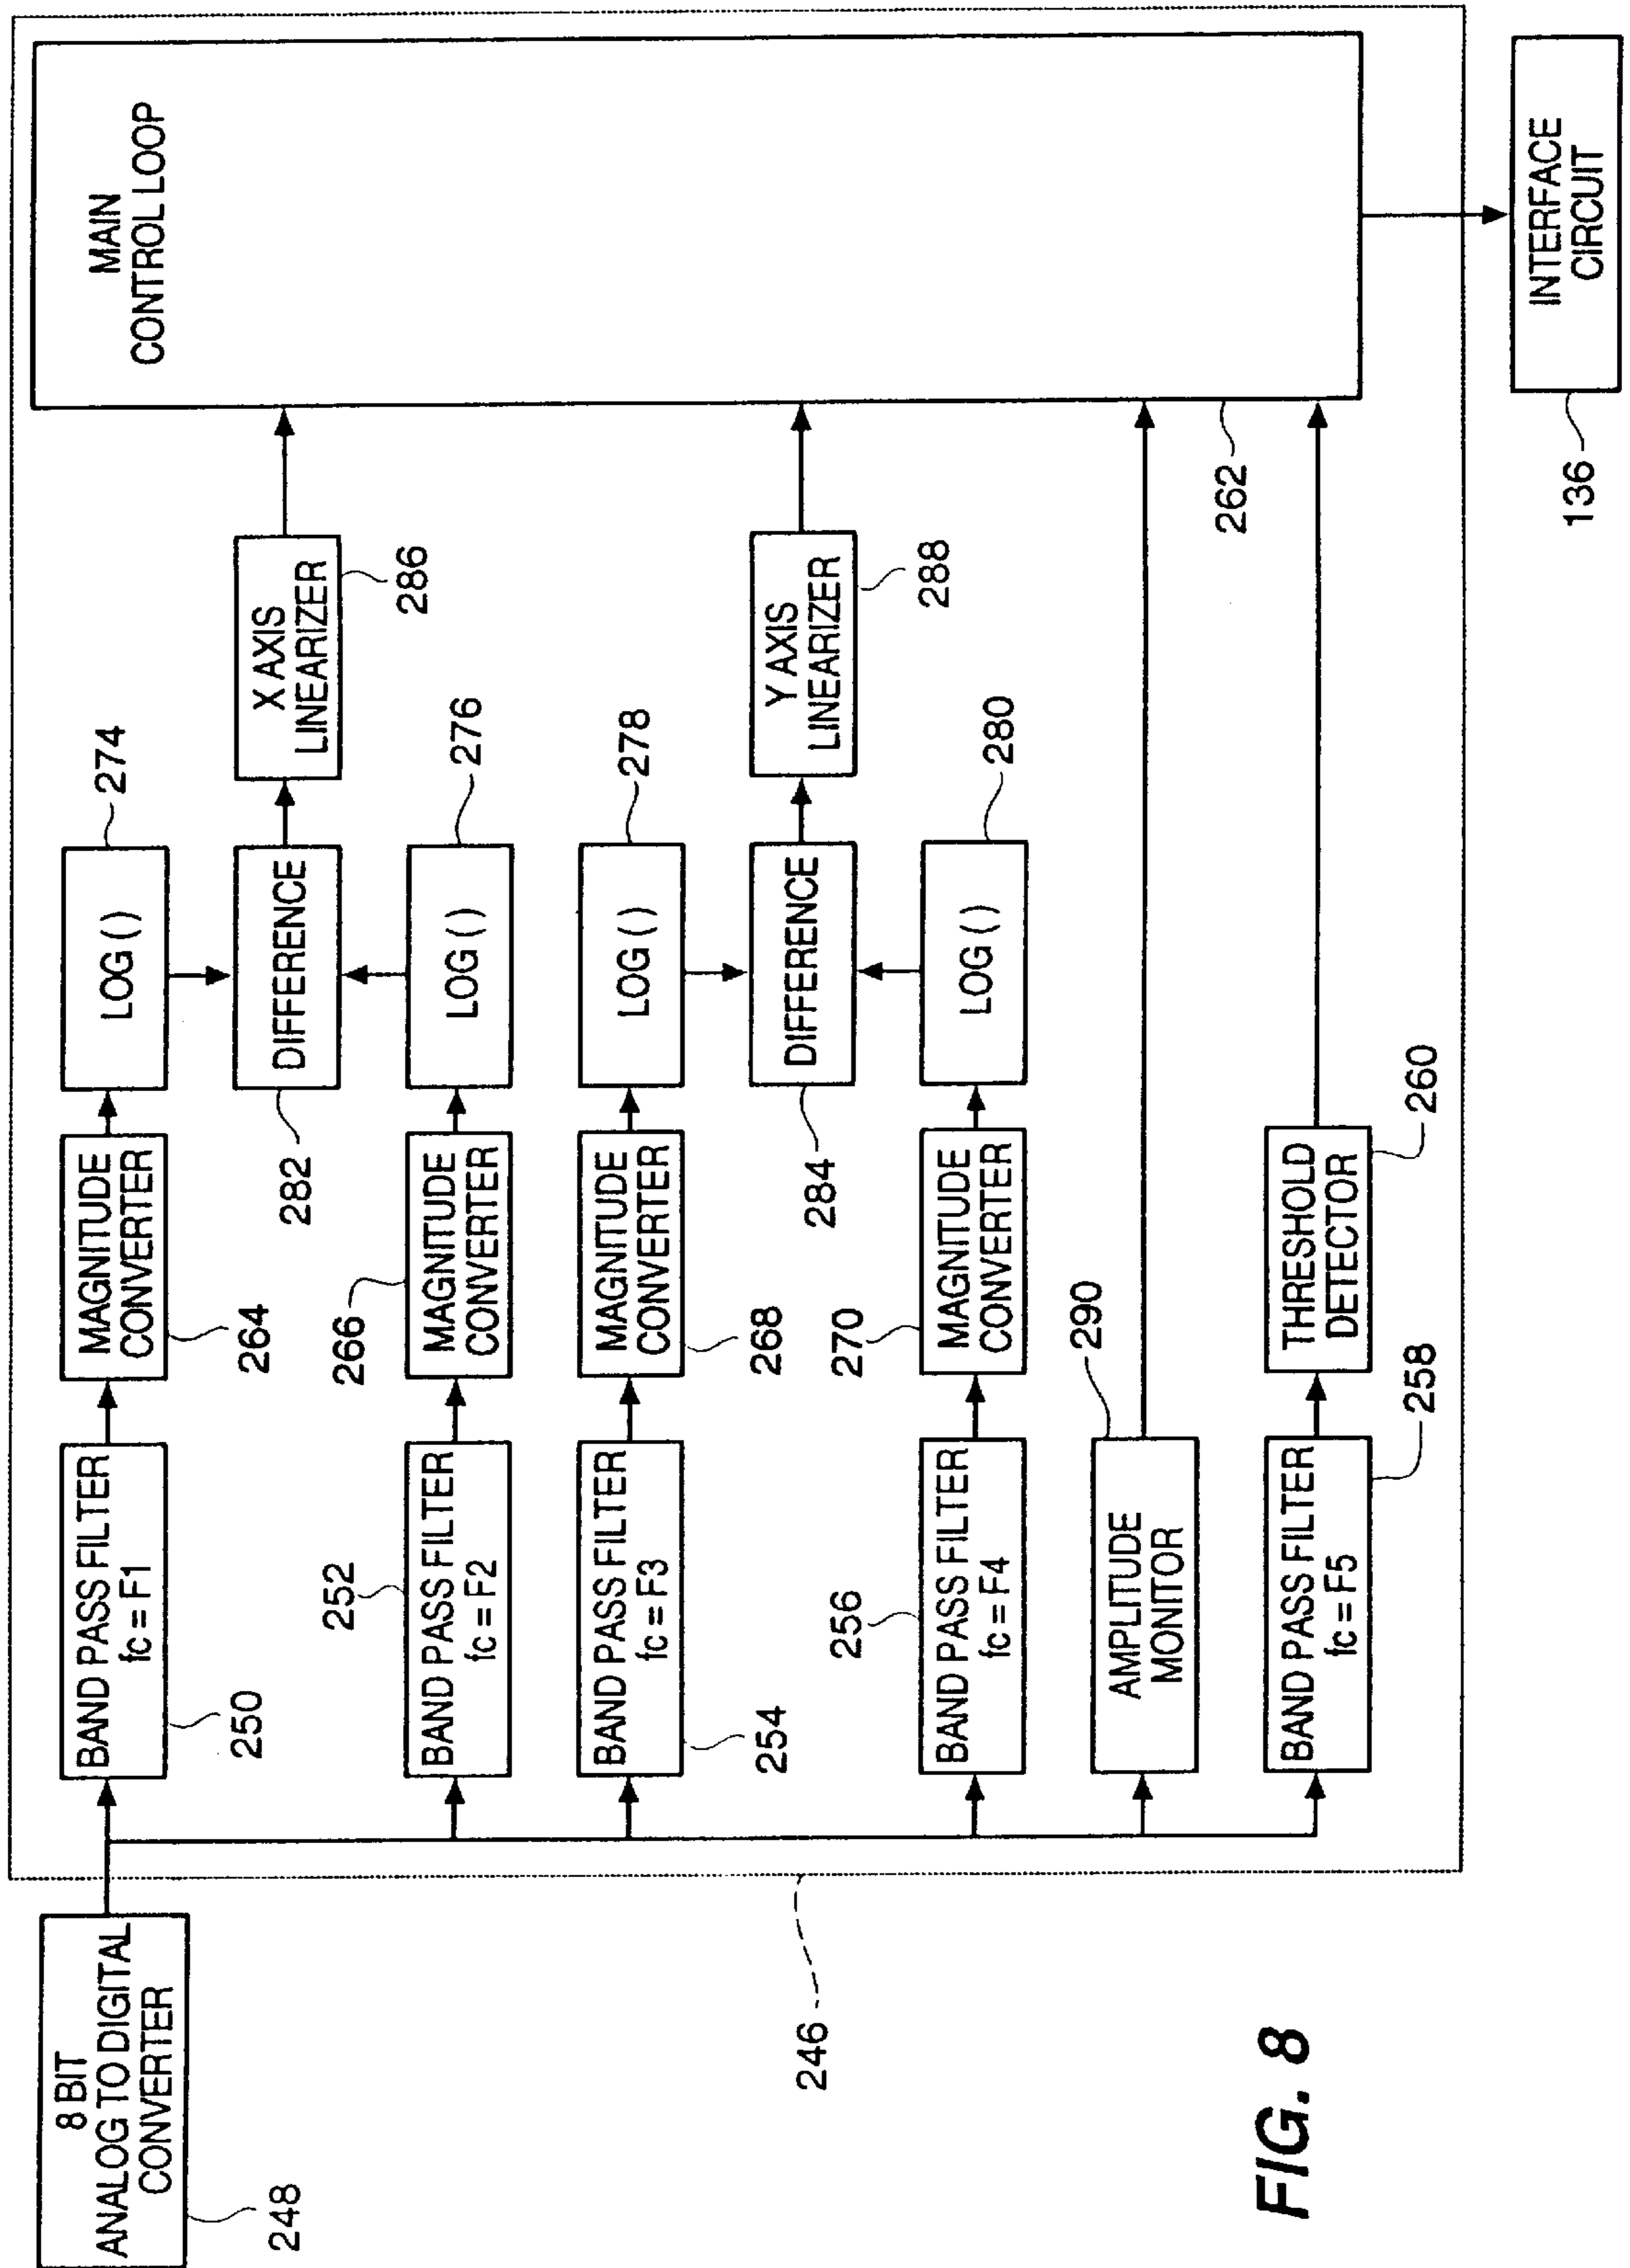 8 BIT
ANALOG TO DIGITAL
CONVERTER
248
246
BAND PASS FILTER
fc = F1
250
MAGNITUDE
CONVERTER
264
LOG ( )
274
DIFFERENCE
282
X AXIS
LINEARIZER
286
BAND PASS FILTER
fc = F2
252
MAGNITUDE
CONVERTER
266
LOG ( )
276
BAND PASS FILTER
fc = F3
254
MAGNITUDE
CONVERTER
268
LOG ( )
278
DIFFERENCE
284
Y AXIS
LINEARIZER
288
BAND PASS FILTER
fc = F4
256
MAGNITUDE
CONVERTER
270
LOG ( )
280
AMPLITUDE
MONITOR
290
BAND PASS FILTER
fc = F5
258
THRESHOLD
DETECTOR
260
MAIN
CONTROL LOOP
262
INTERFACE
CIRCUIT
136
FIG. 8